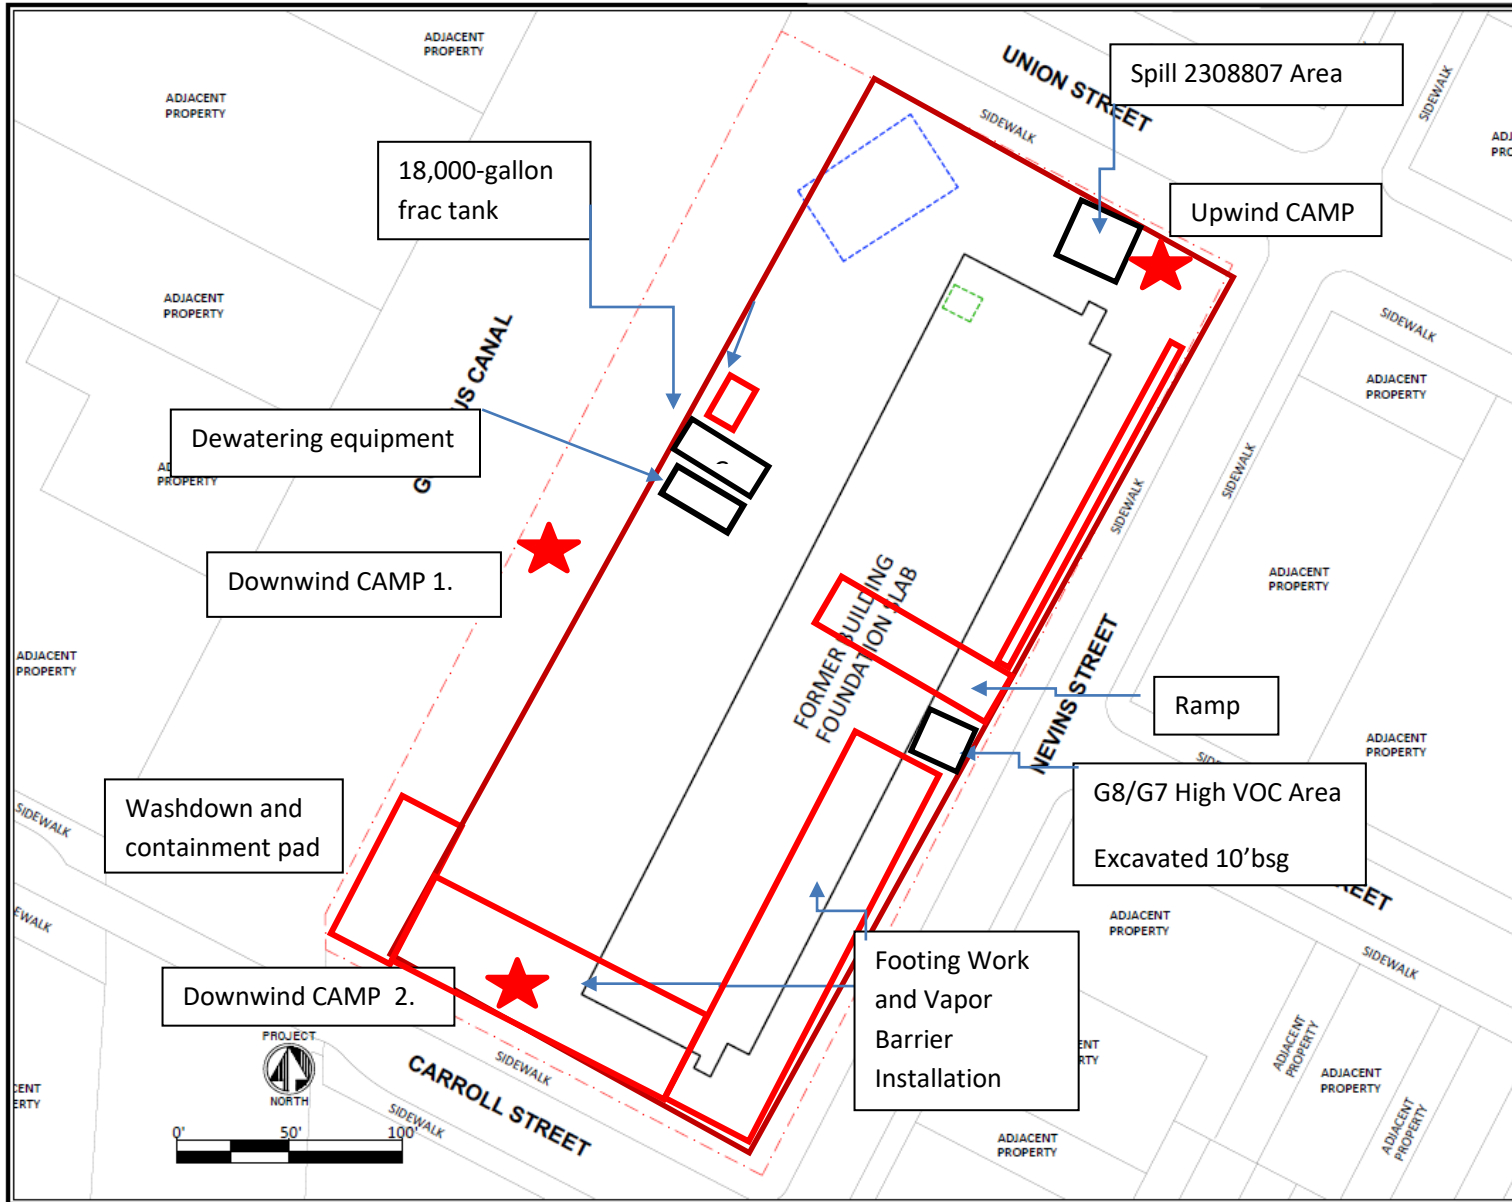 ADJACENT
PROPERTY
ADJACENT
PROPERTY
UNION STREET
SIDEWALK
SIDEWALK
Spill 2308807 Area
18,000-gallon
frac tank
Upwind CAMP
ADJACENT
PROPERTY
SIDEWALK
ADJACENT
PROPERTY
US CANAL
Dewatering equipment
PROPERTY
SIDEWALK
SIDEWALK
Downwind CAMP 1.
ADJACENT
PROPERTY
FORMER BUILDING
FOUNDATION SLAB
ADJACENT
PROPERTY
NEVINS STREET
Ramp
ADJACENT
PROPERTY
G8/G7 High VOC Area
Excavated 10’bsg
Washdown and
containment pad
SIDEWALK
ADJACENT
PROPERTY
SIDEWALK
Footing Work
and Vapor
Barrier
Installation
Downwind CAMP  2.
PROJECT
NORTH
SIDEWALK
CARROLL STREET
SIDEWALK
ADJACENT
PROPERTY
ADJACENT
PROPERTY
ADJACENT
PROPERTY
ADJACENT
PROPERTY
0' 50' 100'